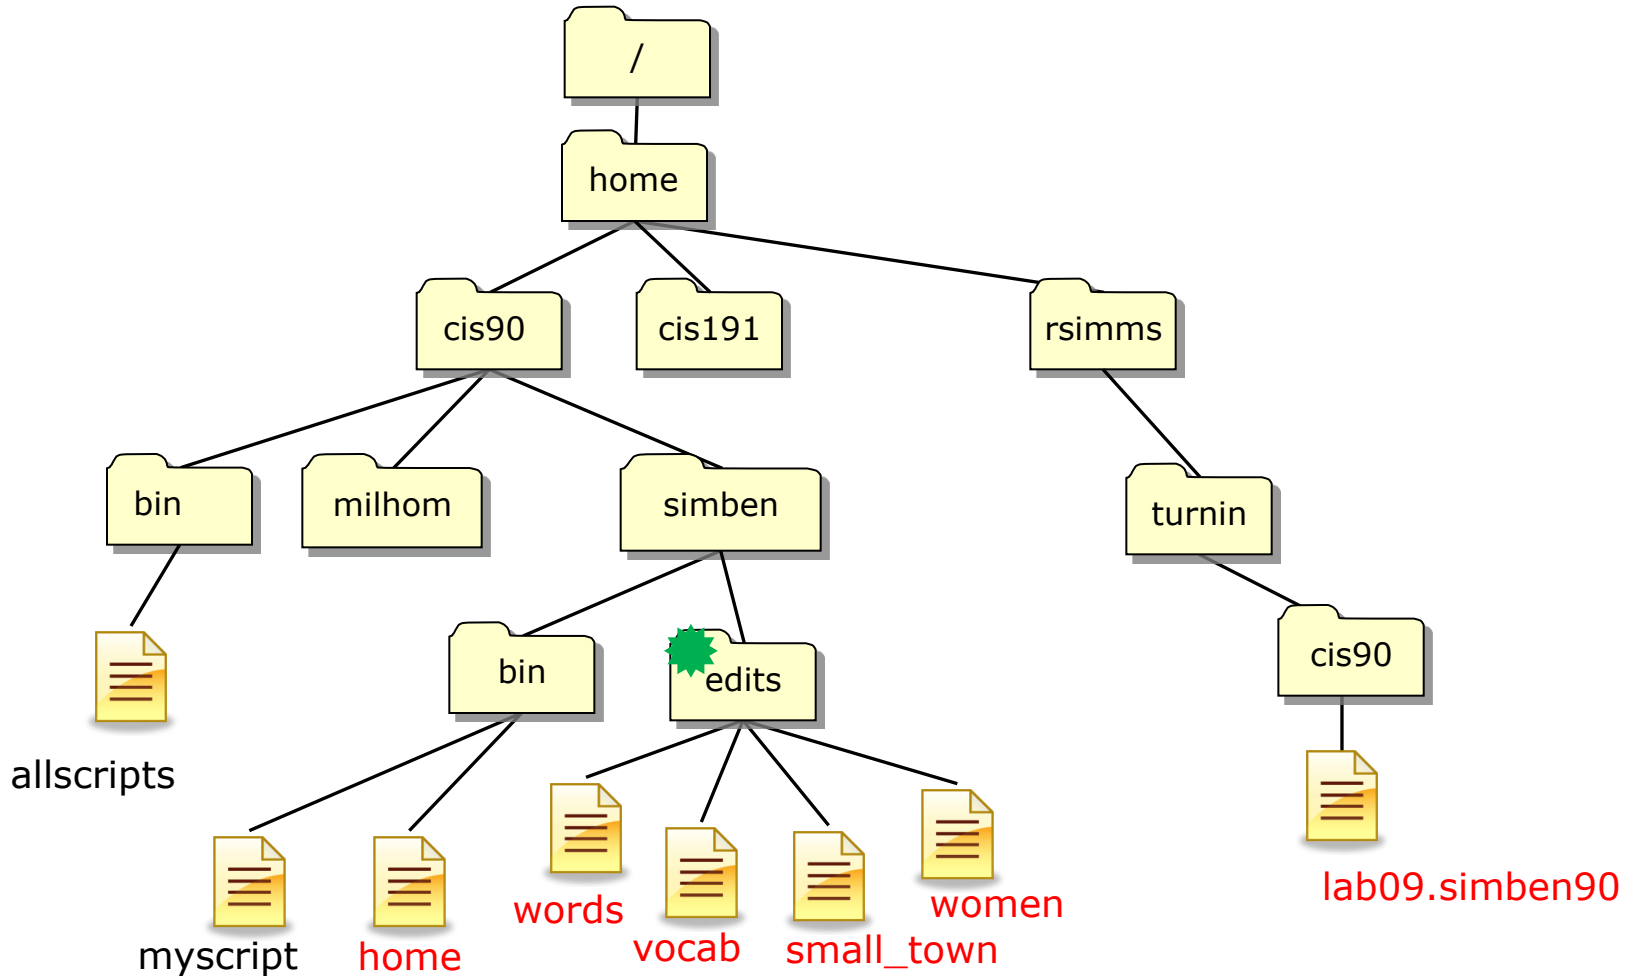 /
home
cis90
cis191
rsimms
bin
milhom
simben
turnin
bin
edits
cis90
allscripts
myscript
home
words
vocab
small_town
women
lab09.simben90